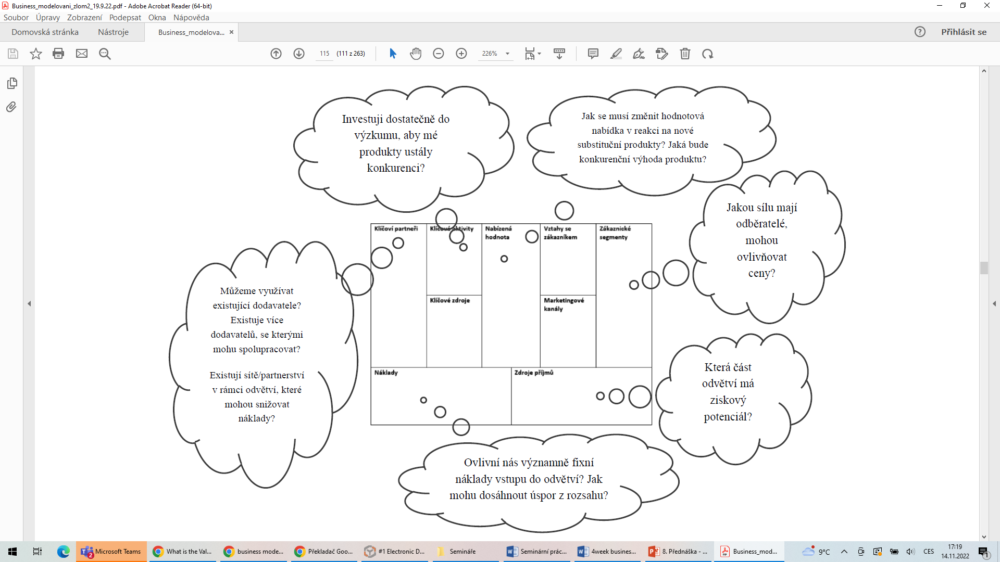 Business_modelovani_zlom2_19.9.22.pdf - Adobe Acrobat Reader (64-bit)
Soubor Úpravy Zobrazení Podepsat Okna Nápověda
Domovská stránka Nástroje Business_modelova... Přihlásit se
115 (111 z 263) 226%
Investuji dostatečně do
výzkumu, aby mé
produkty ustály
konkurenci?
Jak se musí změnit hodnotová
nabídka v reakci na nové
substituční produkty? Jaká bude
konkurenční výhoda produktu?
Jakou sílu mají
odběratelé,
mohou
ovlivňovat
ceny?
Klíčoví partneři
Klíčové aktivity
Nabízená
hodnota
Vztahy se
zákazníkem
Zákaznické
segmenty
Můžeme využívat
existující dodavatele?
Existuje více
dodavatelů, se kterými
mohu spolupracovat?
Existují sítě/partnerství
v rámci odvětví, které
mohou snižovat
náklady?
Klíčové zdroje
Marketingové
kanály
Náklady
Zdroje příjmů
Která část
odvětví má
ziskový
potenciál?
Ovlivní nás významně fixní
náklady vstupu do odvětví? Jak
mohu dosáhnout úspor z rozsahu?
2 Microsoft Teams What is the Val... business mode... Překladač Goo... #1 Electronic D... Semináře Seminární prác... 4week busines... 8. Přednáška - ... Business_mod... 9°C CES 17:19
14.11.2022 1